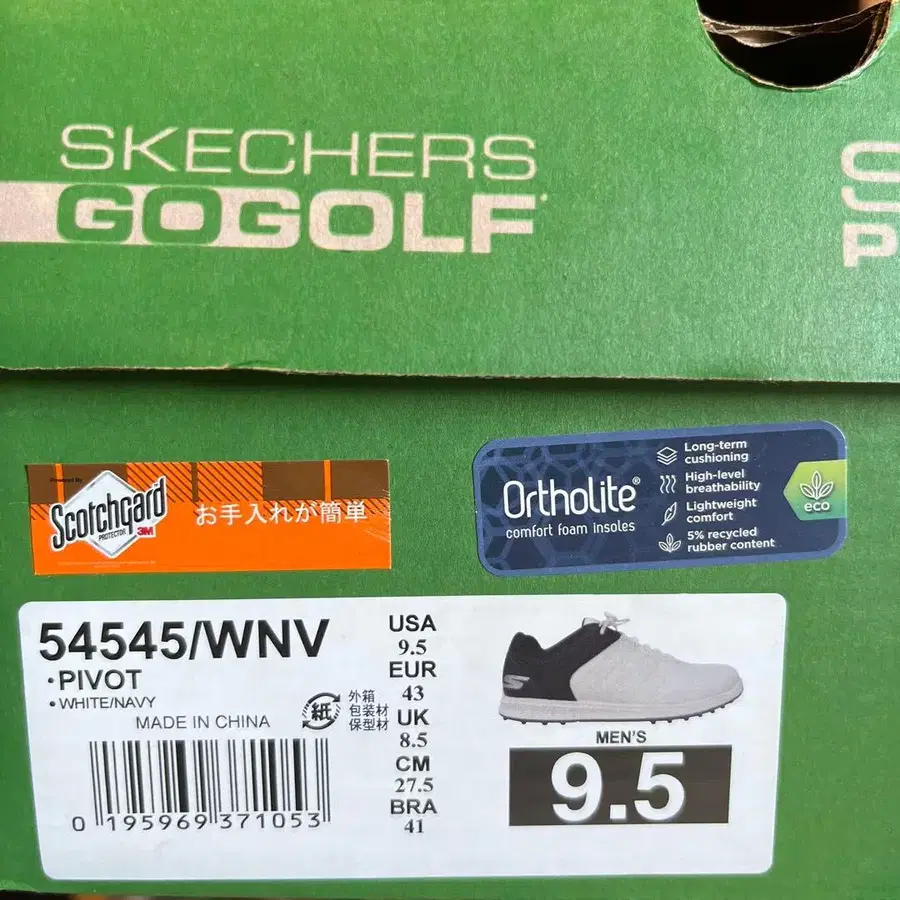 SKECHERS
GOGOLF
Powered By
Scotchgard
PROTECTOR 3M
お手入れが簡単
Ortholite®
comfort foam insoles
Long-term
cushioning
High-level
breathability
Lightweight
comfort
5% recycled
rubber content
eco
54545/WNV
•PIVOT
•WHITE/NAVY
MADE IN CHINA
紙
外箱
包装材
保型材
0 195969 371053
USA
9.5
EUR
43
UK
8.5
CM
27.5
BRA
41
MEN'S
9.5